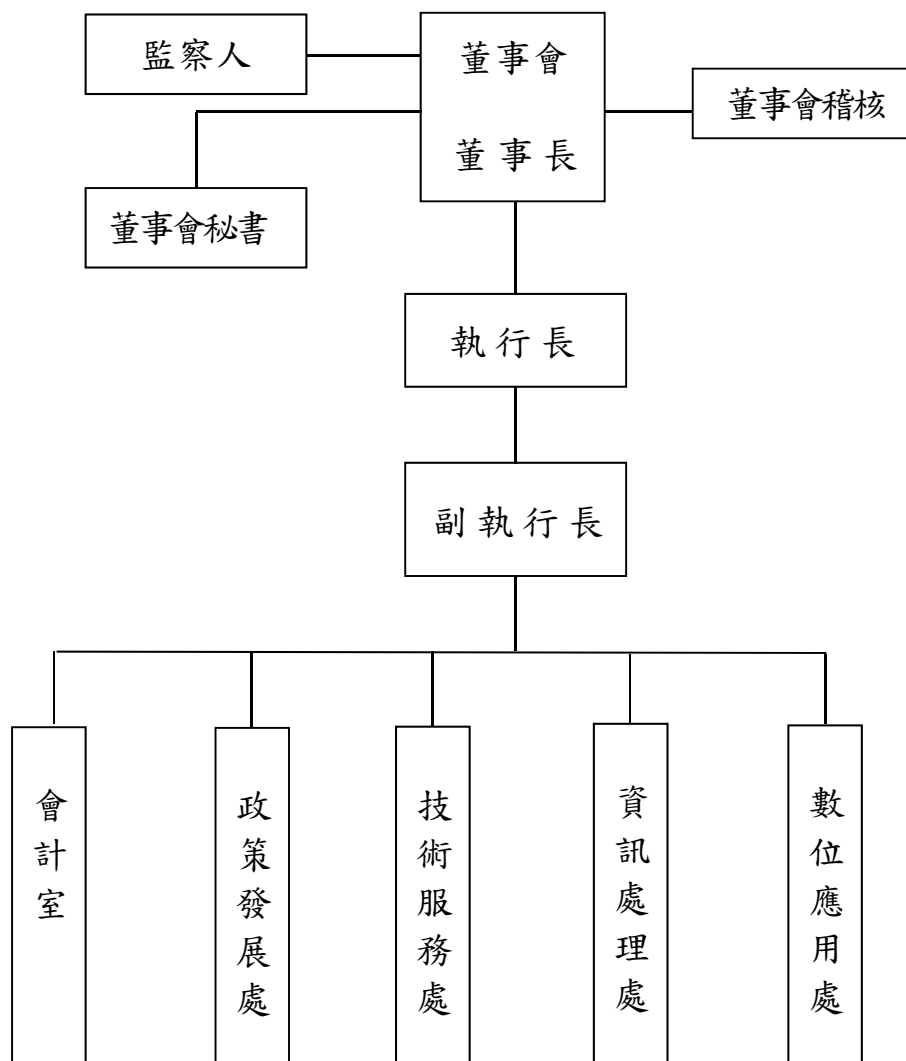 監察人
董事會
董事長
董事會稽核
董事會秘書
執行長
副執行長
會計室
政策發展處
技術服務處
資訊處理處
數位應用處